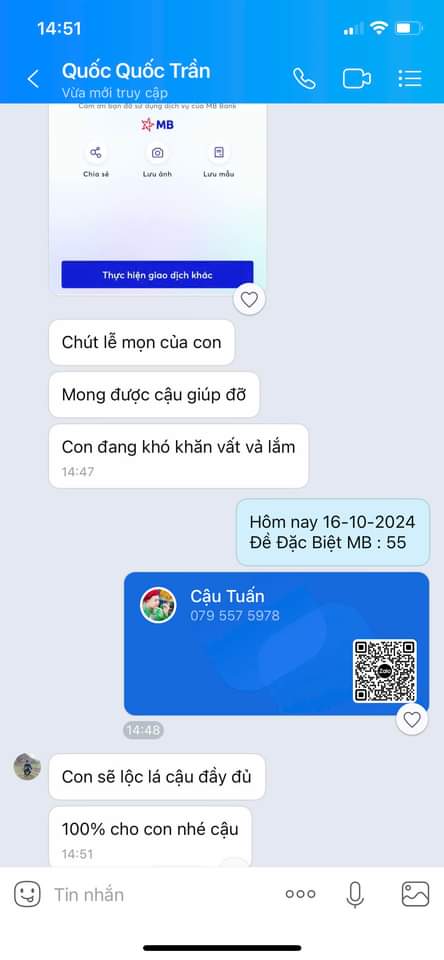 14:51
Quốc Quốc Trần
Vừa mới truy cập
Cảm ơn bạn đã sử dụng dịch vụ của MB Bank
MB
Chia sẻ
Lưu ảnh
Lưu mẫu
Thực hiện giao dịch khác
Chút lễ mọn của con
Mong được cậu giúp đỡ
Con đang khó khăn vất vả lắm
14:47
Hôm nay 16-10-2024
Đề Đặc Biệt MB : 55
Cậu Tuấn
079 557 5978
Zalo
14:48
Con sẽ lộc lá cậu đầy đủ
100% cho con nhé cậu
14:51
Tin nhắn